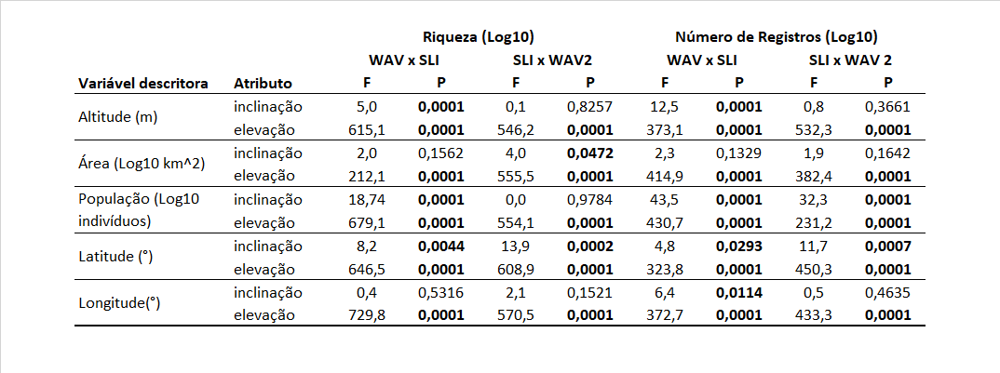 Riqueza (Log10) Número de Registros (Log10)
WAV x SLI SLI x WAV2 WAV x SLI SLI x WAV 2
Variável descritora Atributo F P F P F P F P
Altitude (m) inclinação 5,0 0,0001 0,1 0,8257 12,5 0,0001 0,8 0,3661
elevação 615,1 0,0001 546,2 0,0001 373,1 0,0001 532,3 0,0001
Área (Log10 km^2) inclinação 2,0 0,1562 4,0 0,0472 2,3 0,1329 1,9 0,1642
elevação 212,1 0,0001 555,5 0,0001 414,9 0,0001 382,4 0,0001
População (Log10 inclinação 18,74 0,0001 0,0 0,9784 43,5 0,0001 32,3 0,0001
indivíduos) elevação 679,1 0,0001 554,1 0,0001 430,7 0,0001 231,2 0,0001
Latitude (°) inclinação 8,2 0,0044 13,9 0,0002 4,8 0,0293 11,7 0,0007
elevação 646,5 0,0001 608,9 0,0001 323,8 0,0001 450,3 0,0001
Longitude(°) inclinação 0,4 0,5316 2,1 0,1521 6,4 0,0114 0,5 0,4635
elevação 729,8 0,0001 570,5 0,0001 372,7 0,0001 433,3 0,0001